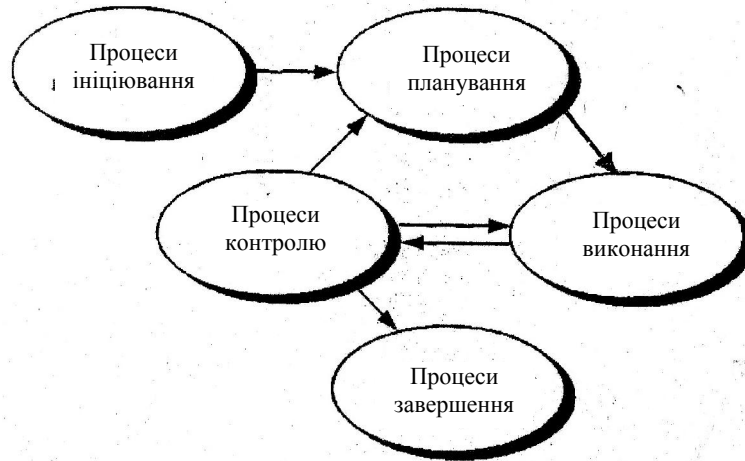 Процеси
ініціювання
Процеси
планування
Процеси
контролю
Процеси
виконання
Процеси
завершення